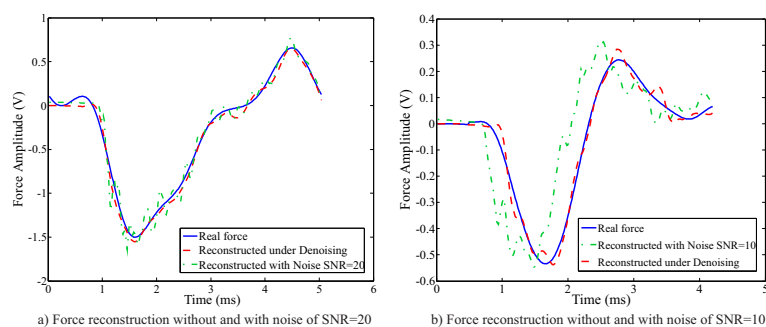 1
0.5
0
-0.5
-1
-1.5
-2
0 1 2 3 4 5 6
Force Amplitude (V)
Time (ms)
Real force
Reconstructed under Denoising
Reconstructed with Noise SNR=20
a) Force reconstruction without and with noise of SNR=20
0.4
0.3
0.2
0.1
0
-0.1
-0.2
-0.3
-0.4
-0.5
-0.6
0 1 2 3 4 5
Force Amplitude (V)
Time (ms)
Real force
Reconstructed with Noise SNR=10
Reconstructed under Denoising
b) Force reconstruction without and with noise of SNR=10